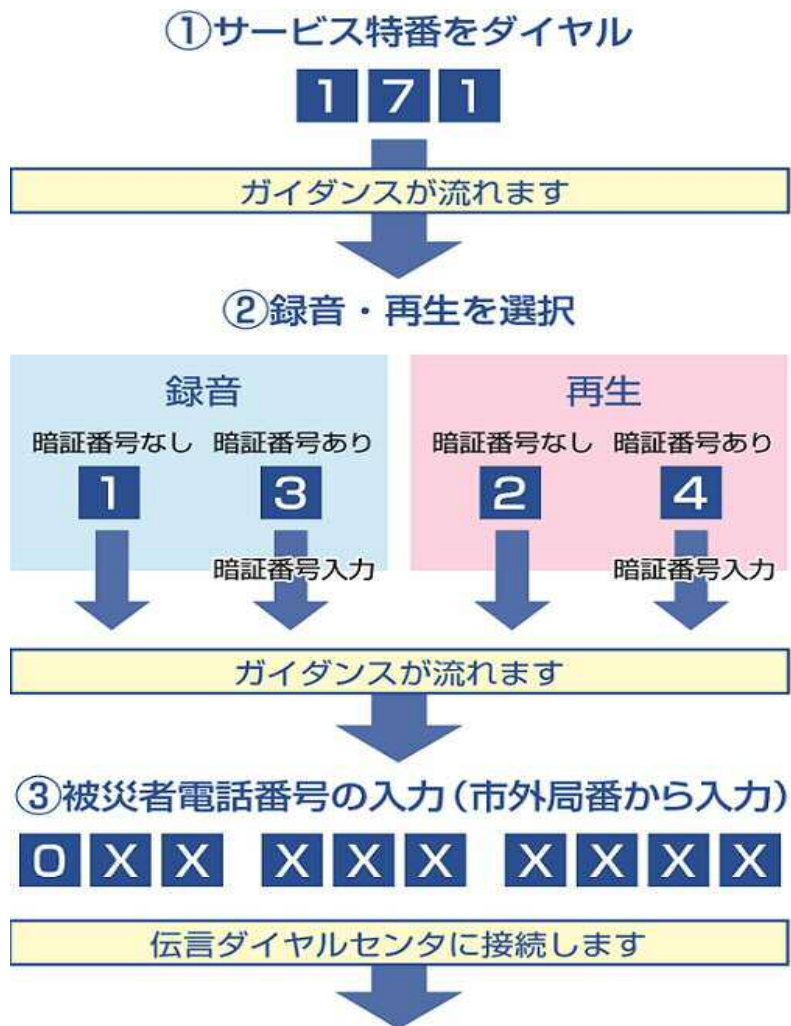 ①サービス特番をダイヤル
1 7 1
ガイダンスが流れます
②録音・再生を選択
録音 再生
暗証番号なし 暗証番号あり 暗証番号なし 暗証番号あり
1 3 2 4
暗証番号入力 暗証番号入力
ガイダンスが流れます
③被災者電話番号の入力(市外局番から入力)
0XX XXX XXXX
伝言ダイヤルセンタに接続します